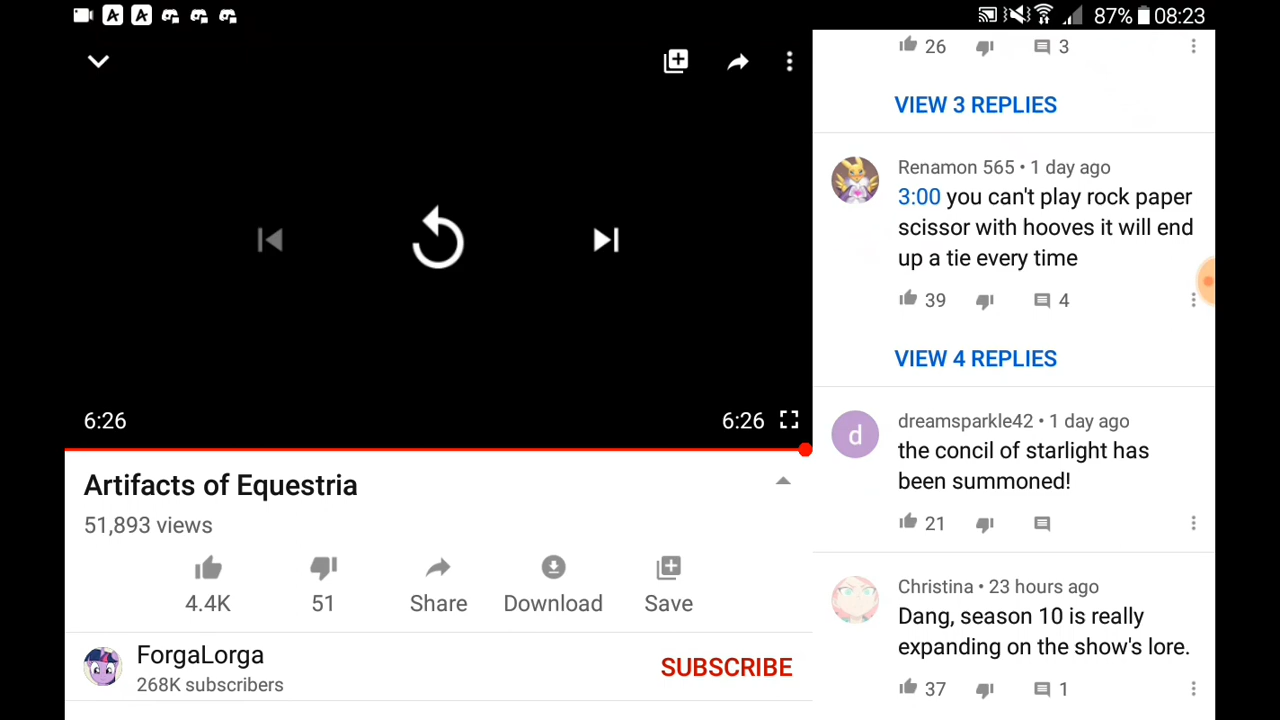 87% 08:23
26 3
VIEW 3 REPLIES
Renamon 565 • 1 day ago
3:00 you can't play rock paper
scissor with hooves it will end
up a tie every time
39 4
VIEW 4 REPLIES
dreamsparkle42 • 1 day ago
d
the concil of starlight has
been summoned!
21
Christina • 23 hours ago
Dang, season 10 is really
expanding on the show's lore.
37 1
6:26 6:26
Artifacts of Equestria
51,893 views
4.4K 51 Share Download Save
ForgaLorga
268K subscribers
SUBSCRIBE